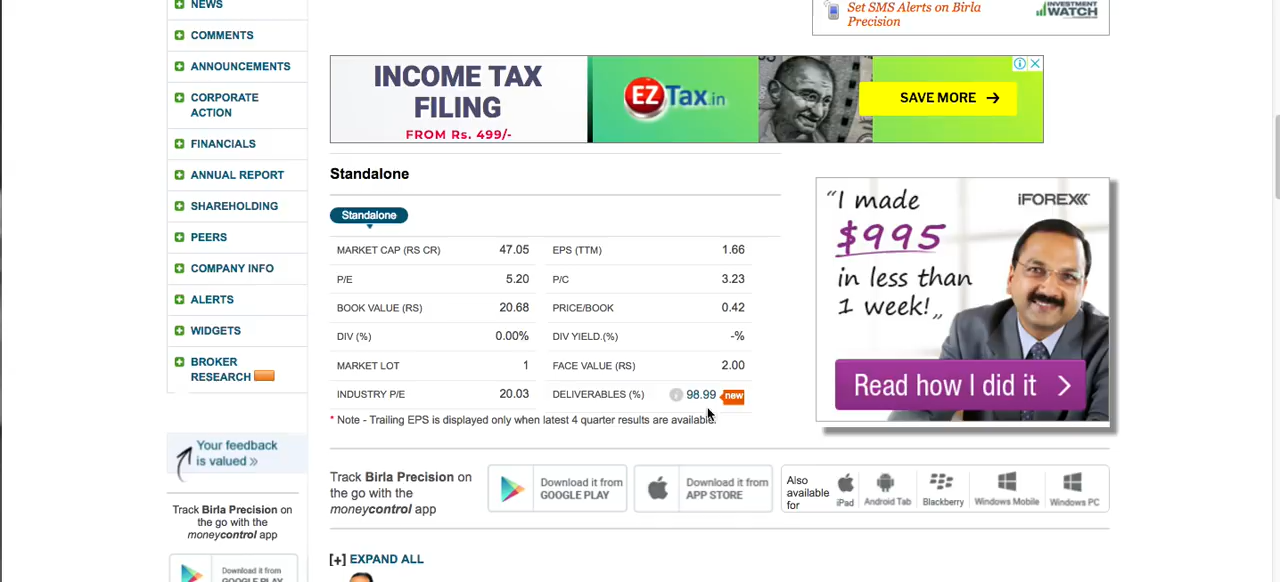 NEWS
COMMENTS
ANNOUNCEMENTS
CORPORATE
ACTION
FINANCIALS
ANNUAL REPORT
SHAREHOLDING
PEERS
COMPANY INFO
ALERTS
WIDGETS
BROKER
RESEARCH
Your feedback
is valued »
Track Birla Precision on
the go with the
moneycontrol app
Download it from
GOOGLE PLAY
Set SMS Alerts on Birla
Precision
INVESTMENT
WATCH
INCOME TAX
FILING
FROM Rs. 499/-
EZTax.in
SAVE MORE →
Standalone
Standalone
MARKET CAP (RS CR) 47.05 EPS (TTM) 1.66
P/E 5.20 P/C 3.23
BOOK VALUE (RS) 20.68 PRICE/BOOK 0.42
DIV (%) 0.00% DIV YIELD.(%) -%
MARKET LOT 1 FACE VALUE (RS) 2.00
INDUSTRY P/E 20.03 DELIVERABLES (%) i 98.99 new
* Note - Trailing EPS is displayed only when latest 4 quarter results are available.
"I made iFOREX
$995
in less than
1 week!"
Read how I did it >
Track Birla Precision on
the go with the
moneycontrol app
Download it from
GOOGLE PLAY
Download it from
APP STORE
Also
available
for
iPad Android Tab Blackberry Windows Mobile Windows PC
[+] EXPAND ALL